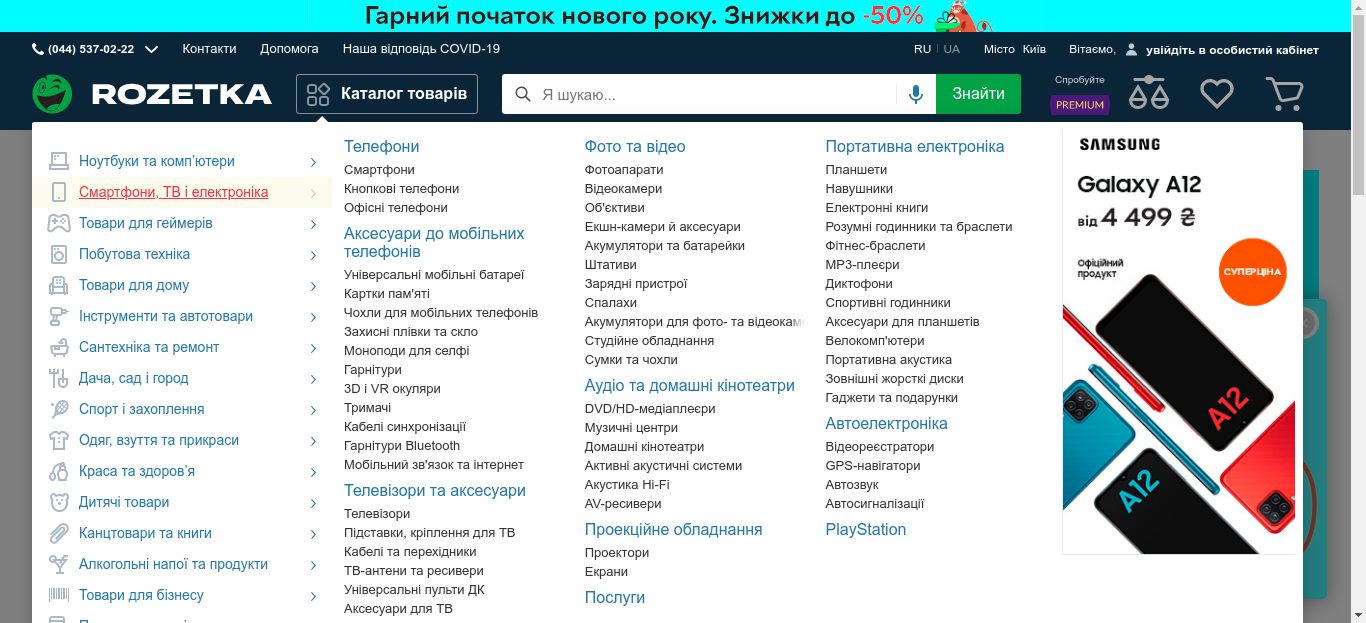 Гарний початок нового року. Знижки до -50%
(044) 537-02-22
Контакти
Допомога
Наша відповідь COVID-19
RU | UA
Місто Київ
Вітаємо, увійдіть в особистий кабінет
ROZETKA
Каталог товарів
Я шукаю...
Знайти
Спробуйте
PREMIUM
Ноутбуки та комп’ютери
Смартфони, ТВ і електроніка
Товари для геймерів
Побутова техніка
Товари для дому
Інструменти та автотовари
Сантехніка та ремонт
Дача, сад і город
Спорт і захоплення
Одяг, взуття та прикраси
Краса та здоров’я
Дитячі товари
Канцтовари та книги
Алкогольні напої та продукти
Товари для бізнесу
Телефони
Смартфони
Кнопкові телефони
Офісні телефони
Аксесуари до мобільних
телефонів
Універсальні мобільні батареї
Картки пам'яті
Чохли для мобільних телефонів
Захисні плівки та скло
Моноподи для селфі
Гарнітури
3D і VR окуляри
Тримачі
Кабелі синхронізації
Гарнітури Bluetooth
Мобільний зв'язок та інтернет
Телевізори та аксесуари
Телевізори
Підставки, кріплення для ТВ
Кабелі та перехідники
ТВ-антени та ресивери
Універсальні пульти ДК
Аксесуари для ТВ
Фото та відео
Фотоапарати
Відеокамери
Об'єктиви
Екшн-камери й аксесуари
Акумулятори та батарейки
Штативи
Зарядні пристрої
Спалахи
Акумулятори для фото- та відеокам
Студійне обладнання
Сумки та чохли
Аудіо та домашні кінотеатри
DVD/HD-медіаплеєри
Музичні центри
Домашні кінотеатри
Активні акустичні системи
Акустика Hi-Fi
AV-ресивери
Проекційне обладнання
Проектори
Екрани
Послуги
Портативна електроніка
Планшети
Навушники
Електронні книги
Розумні годинники та браслети
Фітнес-браслети
MP3-плеєри
Диктофони
Спортивні годинники
Аксесуари для планшетів
Велокомп'ютери
Портативна акустика
Зовнішні жорсткі диски
Гаджети та подарунки
Автоелектроніка
Відеореєстратори
GPS-навігатори
Автозвук
Автосигналізації
PlayStation
SAMSUNG
Galaxy A12
від 4 499 ₴
Офіційний
продукт
СУПЕРЦІНА
A12
A12